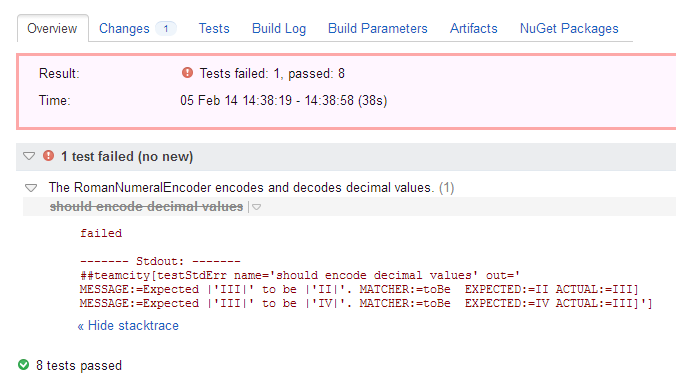 Overview Changes 1 Tests Build Log Build Parameters Artifacts NuGet Packages
Result: Tests failed: 1, passed: 8
Time: 05 Feb 14 14:38:19 - 14:38:58 (38s)
1 test failed (no new)
The RomanNumeralEncoder encodes and decodes decimal values. (1)
should encode decimal values
failed
------- Stdout: -------
##teamcity[testStdErr name='should encode decimal values' out='
MESSAGE:=Expected |'III|' to be |'II|'. MATCHER:=toBe  EXPECTED:=II ACTUAL:=III]
MESSAGE:=Expected |'III|' to be |'IV|'. MATCHER:=toBe  EXPECTED:=IV ACTUAL:=III]']
« Hide stacktrace
8 tests passed